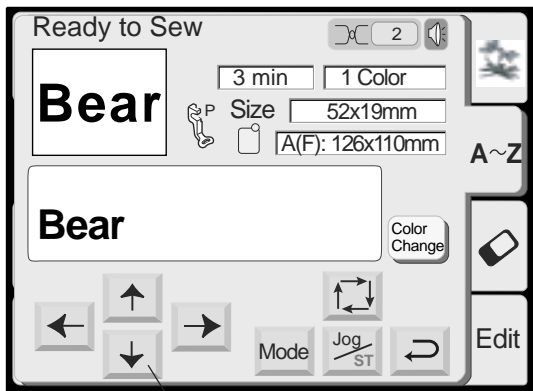 Ready to Sew
2
Bear
3 min
1 Color
P
Size
52x19mm
A(F): 126x110mm
A~Z
Bear
Color
Change
Mode
Jog
ST
Edit